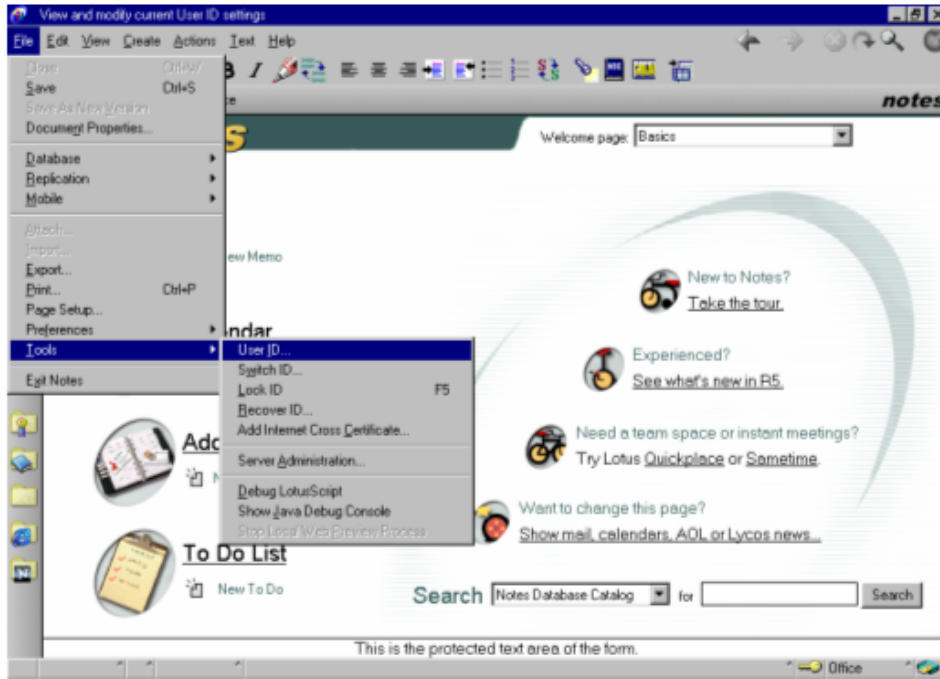 View and modify current User ID settings
File Edit View Create Actions Text Help
Close Ctrl+W
Save Ctrl+S
Save As New Version
Document Properties...
notes
Welcome page: Basics
Database
Replication
Mobile
Attach...
Import...
ew Memo
Export...
Print... Ctrl+P
Page Setup...
Preferences
Tools
Exit Notes
New to Notes?
Take the tour.
ndar
User ID...
Switch ID...
Lock ID F5
Recover ID...
Add Internet Cross Certificate...
Server Administration...
Debug LotusScript
Show Java Debug Console
Stop Local Web Preview Process
Experienced?
See what's new in R5.
Add
N
Need a team space or instant meetings?
Try Lotus Quickplace or Sametime.
Want to change this page?
Show mail, calendars, AOL or Lycos news...
To Do List
New To Do
Search Notes Database Catalog for Search
This is the protected text area of the form.
Office